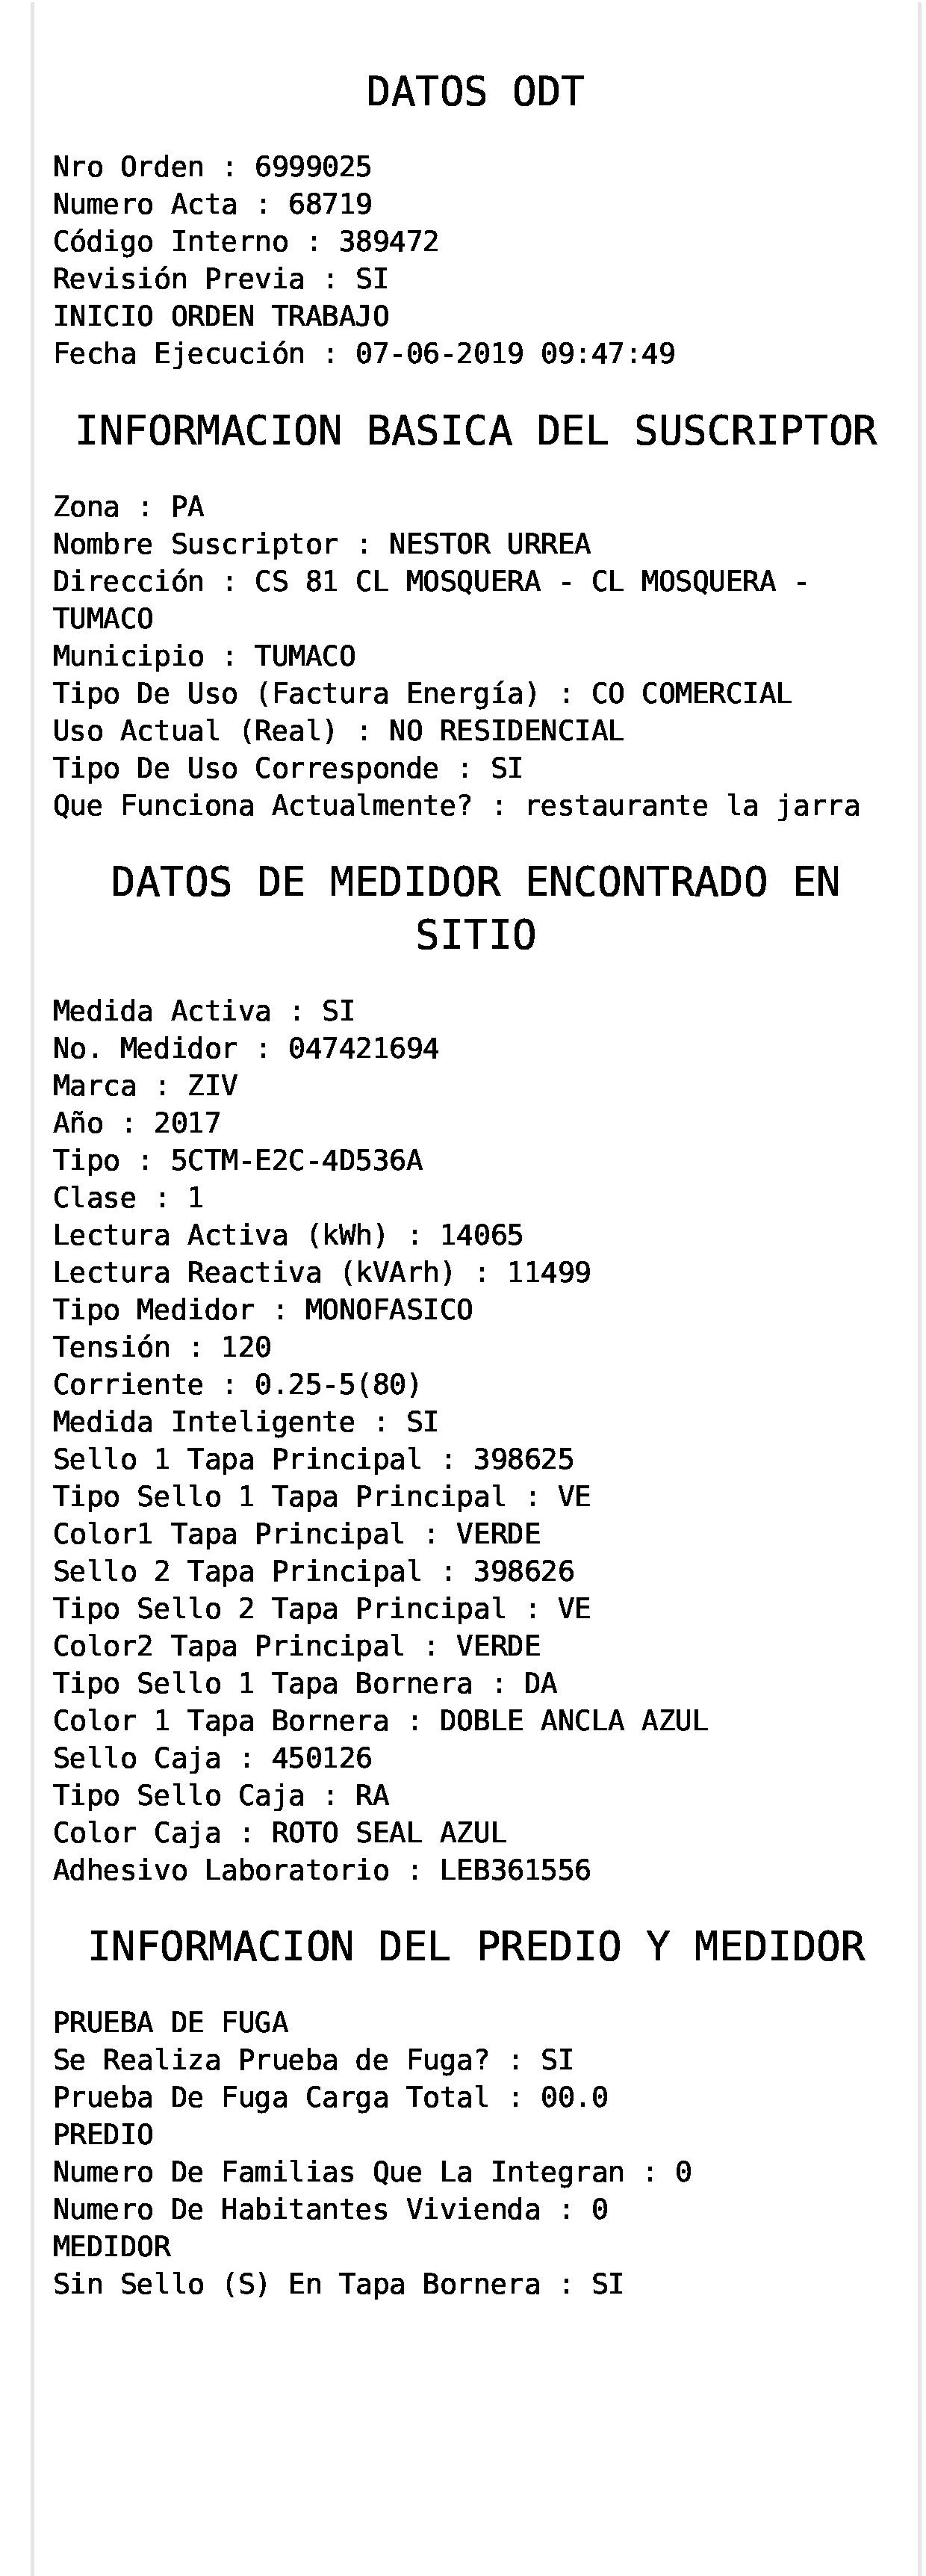 DATOS ODT
Nro Orden : 6999025
Numero Acta : 68719
Código Interno : 389472
Revisión Previa : SI
INICIO ORDEN TRABAJO
Fecha Ejecución : 07-06-2019 09:47:49
INFORMACION BASICA DEL SUSCRIPTOR
Zona : PA
Nombre Suscriptor : NESTOR URREA
Dirección : CS 81 CL MOSQUERA - CL MOSQUERA -
TUMACO
Municipio : TUMACO
Tipo De Uso (Factura Energía) : CO COMERCIAL
Uso Actual (Real) : NO RESIDENCIAL
Tipo De Uso Corresponde : SI
Que Funciona Actualmente? : restaurante la jarra
DATOS DE MEDIDOR ENCONTRADO EN
SITIO
Medida Activa : SI
No. Medidor : 047421694
Marca : ZIV
Año : 2017
Tipo : 5CTM-E2C-4D536A
Clase : 1
Lectura Activa (kWh) : 14065
Lectura Reactiva (kVArh) : 11499
Tipo Medidor : MONOFASICO
Tensión : 120
Corriente : 0.25-5(80)
Medida Inteligente : SI
Sello 1 Tapa Principal : 398625
Tipo Sello 1 Tapa Principal : VE
Color1 Tapa Principal : VERDE
Sello 2 Tapa Principal : 398626
Tipo Sello 2 Tapa Principal : VE
Color2 Tapa Principal : VERDE
Tipo Sello 1 Tapa Bornera : DA
Color 1 Tapa Bornera : DOBLE ANCLA AZUL
Sello Caja : 450126
Tipo Sello Caja : RA
Color Caja : ROTO SEAL AZUL
Adhesivo Laboratorio : LEB361556
INFORMACION DEL PREDIO Y MEDIDOR
PRUEBA DE FUGA
Se Realiza Prueba de Fuga? : SI
Prueba De Fuga Carga Total : 00.0
PREDIO
Numero De Familias Que La Integran : 0
Numero De Habitantes Vivienda : 0
MEDIDOR
Sin Sello (S) En Tapa Bornera : SI